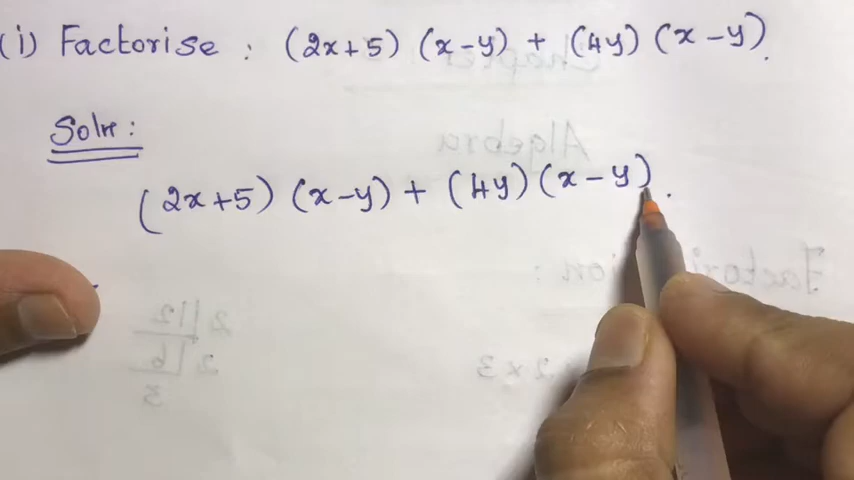 (i) Factorise : (2x+5) (x-y) + (4y) (x-y).
Soln:
(2x+5) (x-y) + (4y) (x-y).